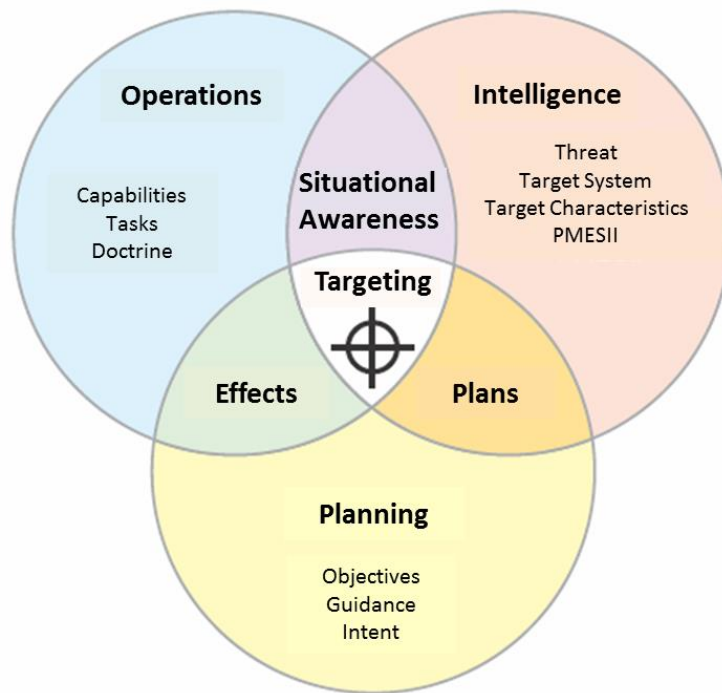 Operations
Capabilities
Tasks
Doctrine
Intelligence
Threat
Target System
Target Characteristics
PMESII
Situational
Awareness
Targeting
Effects
Plans
Planning
Objectives
Guidance
Intent